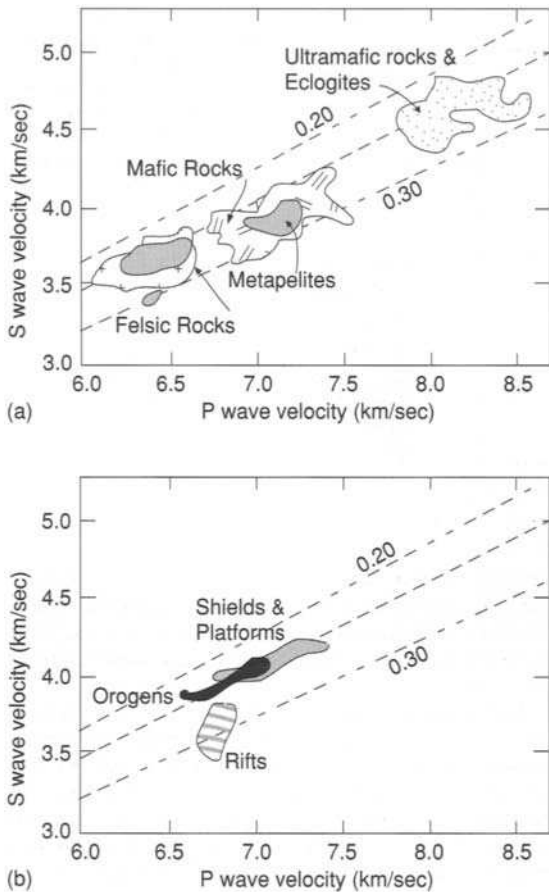 5.0
4.5
4.0
3.5
3.0
S wave velocity (km/sec)
Ultramafic rocks &
Eclogites
0.20
Mafic Rocks
0.30
Metapelites
Felsic Rocks
6.0 6.5 7.0 7.5 8.0 8.5
(a) P wave velocity (km/sec)
5.0
4.5
4.0
3.5
3.0
S wave velocity (km/sec)
0.20
Shields &
Platforms
0.30
Orogens
Rifts
6.0 6.5 7.0 7.5 8.0 8.5
(b) P wave velocity (km/sec)